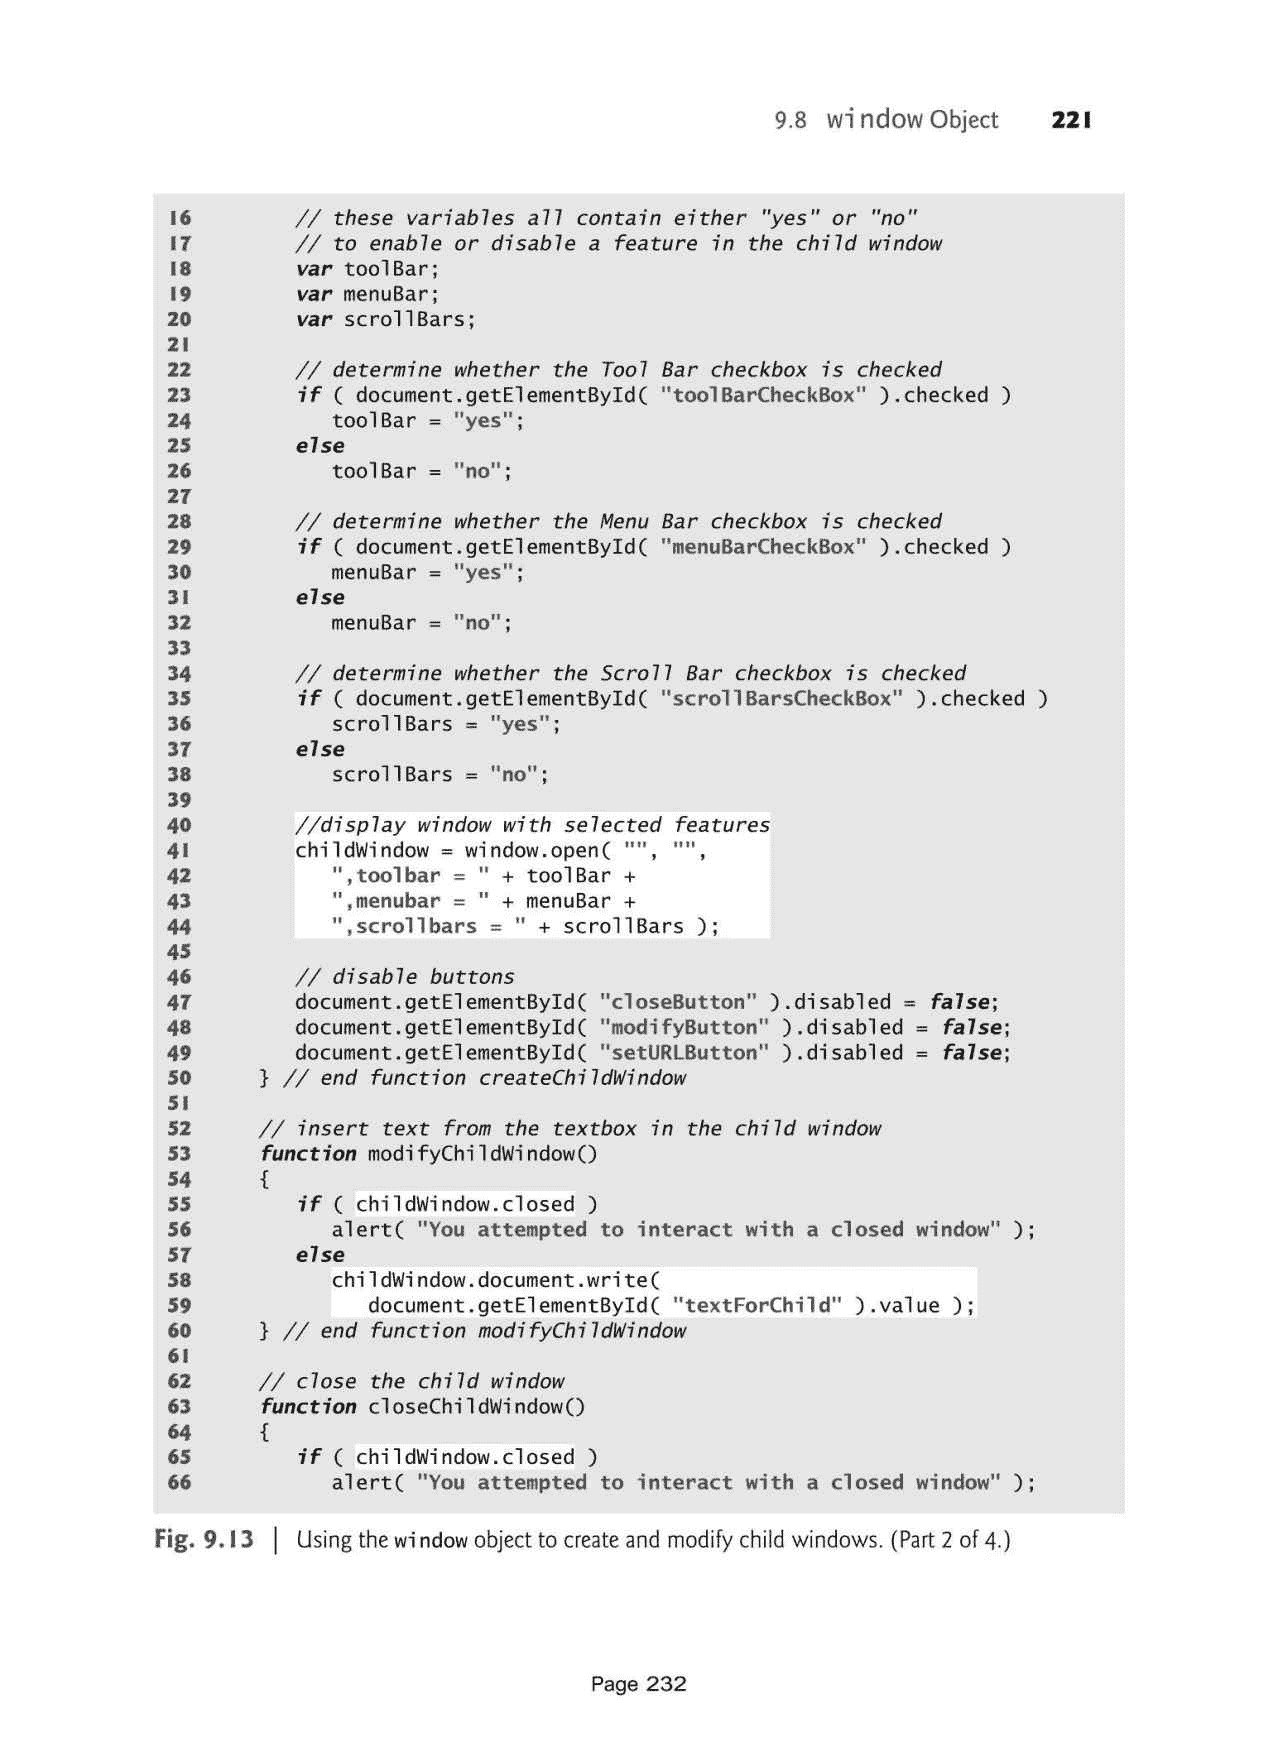 9.8 window Object 221
16 // these variables all contain either "yes" or "no"
17 // to enable or disable a feature in the child window
18 var toolBar;
19 var menuBar;
20 var scrollBars;
21
22 // determine whether the Tool Bar checkbox is checked
23 if ( document.getElementById( "toolBarCheckBox" ).checked )
24 toolBar = "yes";
25 else
26 toolBar = "no";
27
28 // determine whether the Menu Bar checkbox is checked
29 if ( document.getElementById( "menuBarCheckBox" ).checked )
30 menuBar = "yes";
31 else
32 menuBar = "no";
33
34 // determine whether the Scroll Bar checkbox is checked
35 if ( document.getElementById( "scrollBarsCheckBox" ).checked )
36 scrollBars = "yes";
37 else
38 scrollBars = "no";
39
40 //display window with selected features
41 childWindow = window.open( "", "",
42 ",toolbar = " + toolBar +
43 ",menubar = " + menuBar +
44 ",scrollbars = " + scrollBars );
45
46 // disable buttons
47 document.getElementById( "closeButton" ).disabled = false;
48 document.getElementById( "modifyButton" ).disabled = false;
49 document.getElementById( "setURLButton" ).disabled = false;
50 } // end function createChildWindow
51
52 // insert text from the textbox in the child window
53 function modifyChildWindow()
54 {
55 if ( childWindow.closed )
56 alert( "You attempted to interact with a closed window" );
57 else
58 childWindow.document.write(
59 document.getElementById( "textForChild" ).value );
60 } // end function modifyChildWindow
61
62 // close the child window
63 function closeChildWindow()
64 {
65 if ( childWindow.closed )
66 alert( "You attempted to interact with a closed window" );
Fig. 9.13 | Using the window object to create and modify child windows. (Part 2 of 4.)
Page 232